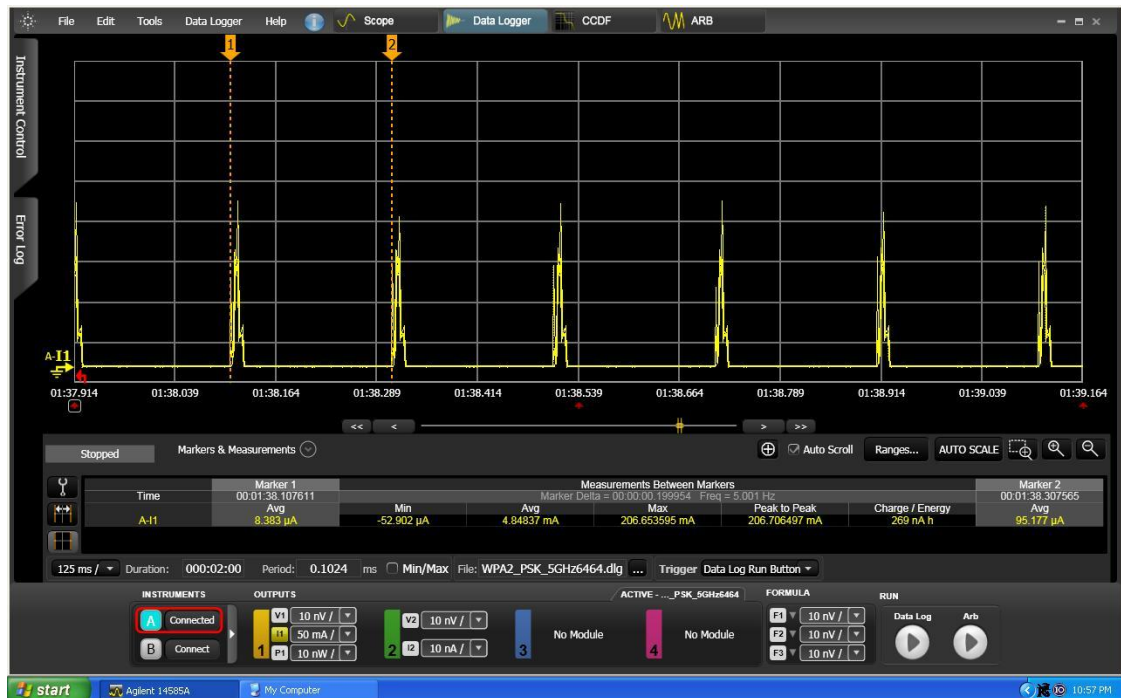 File Edit Tools Data Logger Help Scope Data Logger CCDF ARB
Instrument Control
Error Log
1 2
A-I1
01:37.914 01:38.039 01:38.164 01:38.289 01:38.414 01:38.539 01:38.664 01:38.789 01:38.914 01:39.039 01:39.164
<< < > >>
Stopped Markers & Measurements Auto Scroll Ranges... AUTO SCALE
Marker 1 Measurements Between Markers Marker 2
Time 00:01:38.107611 Marker Delta = 00:00:00.199954 Freq = 5.001 Hz 00:01:38.307565
Avg Min Avg Max Peak to Peak Charge / Energy Avg
A-I1 8.383 µA -52.902 µA 4.84837 mA 206.653595 mA 206.706497 mA 269 nA h 95.177 µA
125 ms / Duration: 000:02:00 Period: 0.1024 ms Min/Max File: WPA2_PSK_5GHz6464.dlg ... Trigger Data Log Run Button
INSTRUMENTS OUTPUTS ACTIVE - ..._PSK_5GHz6464 FORMULA RUN
A Connected
B Connect
1 V1 10 nV /
I1 50 mA /
P1 10 nW /
2 V2 10 nV /
I2 10 nA /
3 No Module
4 No Module
F1 10 nV /
F2 10 nV /
F3 10 nV /
Data Log Arb
start Agilent 14585A My Computer 10:57 PM